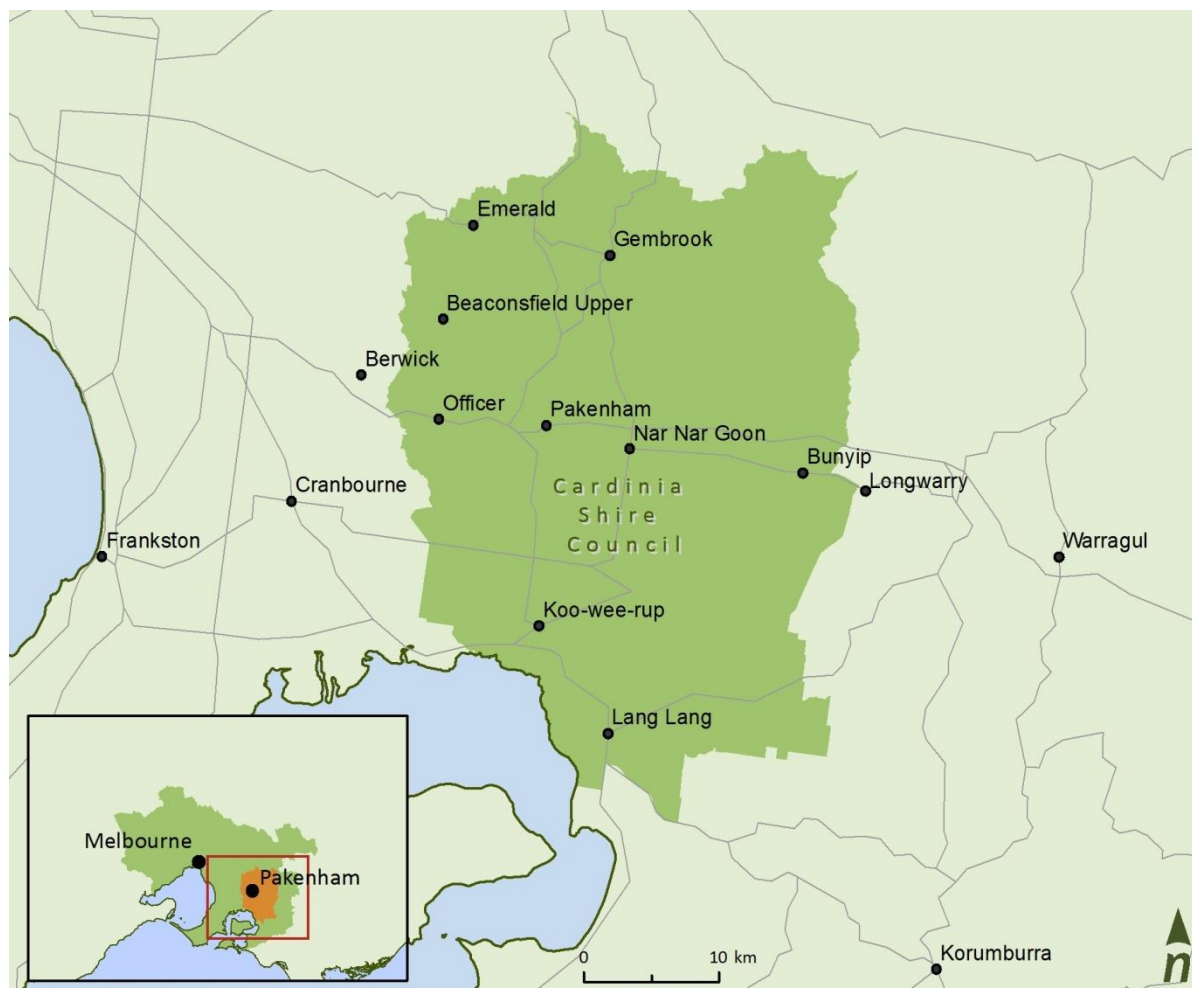 Emerald
Gembrook
Beaconsfield Upper
Berwick
Officer
Pakenham
Nar Nar Goon
Bunyip
Longwarry
Cranbourne
Cardinia
Shire
Council
Frankston
Warragul
Koo-wee-rup
Lang Lang
Melbourne
Pakenham
0 10 km
Korumburra
n